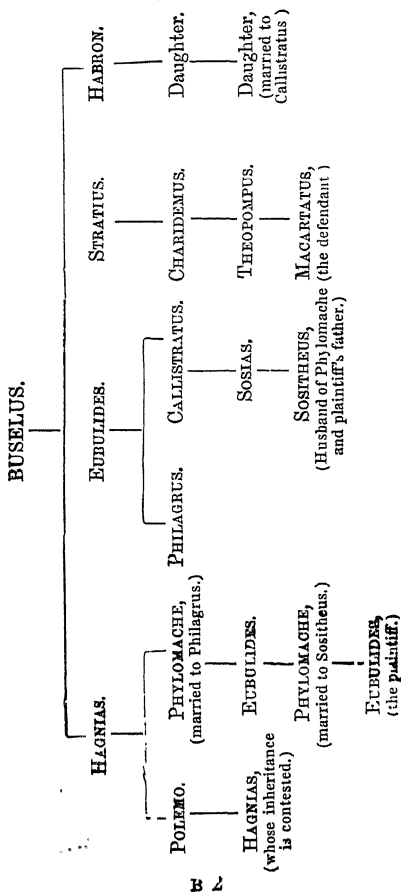 BUSELUS.
HAGNIAS.
EUBULIDES.
STRATIUS.
HABRON.
POLEMO.
PHYLOMACHE,
(married to Philagrus.)
PHILAGRUS.
CALLISTRATUS.
CHARIDEMUS.
Daughter.
HAGNIAS,
(whose inheritance
is contested.)
EUBULIDES.
SOSIAS.
THEOPOMPUS.
Daughter,
(married to
Callistratus)
PHYLOMACHE,
(married to Sositheus.)
SOSITHEUS.
(Husband of Phylomache
and plaintiff's father.)
MACARTATUS,
(the defendant)
EUBULIDES,
(the plaintiff.)
B 2